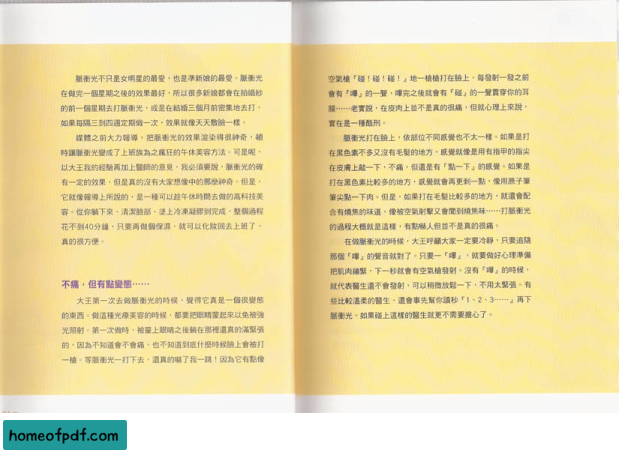 脈衝光不只是女明星的最愛，也是準新娘的最愛。脈衝光
在做完一個星期之後的效果最好，所以很多新娘都會在拍婚紗
的前一個星期去打脈衝光，或是在結婚三個月前密集地去打，
如果每隔三到四週定期做一次，效果就像天天敷臉一樣。
媒體之前大力報導，把脈衝光的效果渲染得很神奇，頓
時讓脈衝光變成了上班族為之瘋狂的午休美容方法。可是呢，
以大王我的經驗再加上醫師的意見，我必須要說，脈衝光的確
有一定的效果，但是真的沒有大家想像中的那麼神奇。但是，
它就像報導上所說的，是一種可以趁午休時間去做的高科技美
容。從你躺下來，清潔臉部，塗上冷凍凝膠到完成，整個過程
花不到40分鐘，只要再做個保濕，就可以化妝回去上班了，
真的很方便。
不痛，但有點變態……
大王第一次去做脈衝光的時候，覺得它真是一個很變態
的東西。做這種光療美容的時候，都要把眼睛蒙起來以免被強
光照射。第一次做時，被蒙上眼睛之後躺在那裡還真的滿緊張
的，因為不知道會不會痛，也不知道到底什麼時候臉上會被打
一槍。等脈衝光一打下去，還真的嚇了我一跳！因為它有點像
空氣槍『碰！碰！碰！』地一槍槍打在臉上，每發射一發之前
會有『嗶』的一聲，嗶完之後就會有『碰』的一聲貫穿你的耳
膜……老實說，在皮肉上並不是真的很痛，但就心理上來說，
實在是一種酷刑。
脈衝光打在臉上，依部位不同感覺也不太一樣。如果是打
在黑色素不多又沒有毛髮的地方，感覺就像是用有指甲的指尖
在皮膚上敲一下，不痛，但還是有『點一下』的感覺。如果是
打在黑色素比較多的地方，感覺就會再更刺一點，像用原子筆
筆尖點一下肉。但是，如果打在毛髮比較多的地方，就還會配
合有燒焦的味道，像被空氣射擊又會聞到燒焦味……打脈衝光
的過程大概就是這樣，有點嚇人但並不是真的很痛。
在做脈衝光的時候，大王呼籲大家一定要冷靜，只要追隨
那個『嗶』的聲音就對了。只要一『嗶』，就要做好心理準備
把肌肉繃緊，下一秒就會有空氣槍發射。沒有『嗶』的時候，
就代表醫生還不會發射，可以稍微放鬆一下，不用太緊張，有
些比較溫柔的醫生，還會事先幫你讀秒『1、2、3……』再下
脈衝光。如果碰上這樣的醫生就更不需要擔心了。
homeofpdf.com